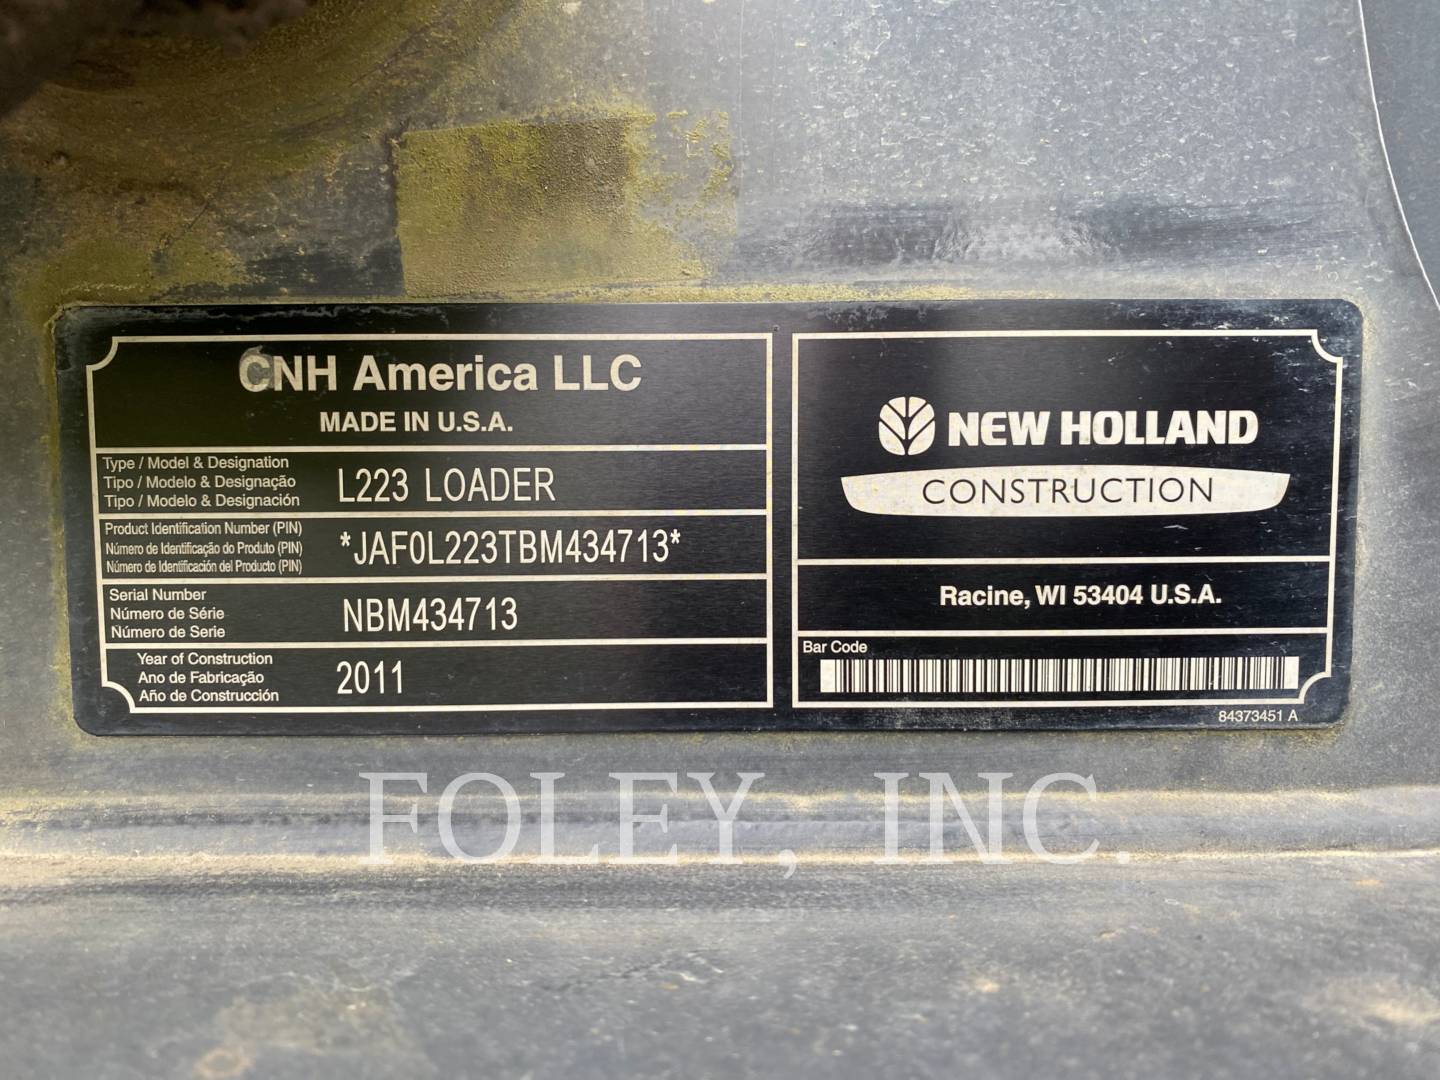 CNH America LLC
MADE IN U.S.A.
Type / Model & Designation
Tipo / Modelo & Designação
Tipo / Modelo & Designación
L223 LOADER
Product Identification Number (PIN)
Número de Identificação do Produto (PIN)
Número de Identificación del Producto (PIN)
*JAF0L223TBM434713*
Serial Number
Número de Série
Número de Serie
NBM434713
Year of Construction
Ano de Fabricação
Año de Construcción
2011
NEW HOLLAND
CONSTRUCTION
Racine, WI 53404 U.S.A.
Bar Code
84373451 A
FOLEY, INC.